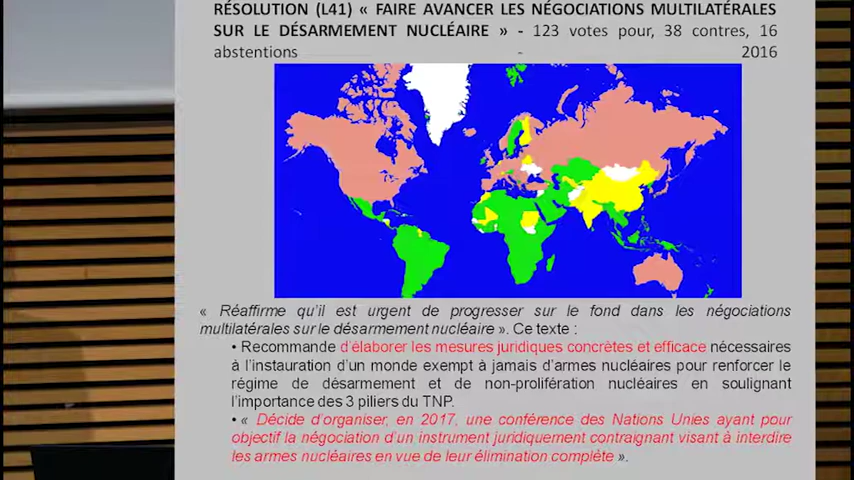 RÉSOLUTION (L41) « FAIRE AVANCER LES NÉGOCIATIONS MULTILATÉRALES
SUR LE DÉSARMEMENT NUCLÉAIRE » - 123 votes pour, 38 contres, 16
abstentions - 2016
« Réaffirme qu'il est urgent de progresser sur le fond dans les négociations
multilatérales sur le désarmement nucléaire ». Ce texte :
• Recommande d'élaborer les mesures juridiques concrètes et efficace nécessaires
à l'instauration d'un monde exempt à jamais d'armes nucléaires pour renforcer le
régime de désarmement et de non-prolifération nucléaires en soulignant
l'importance des 3 piliers du TNP.
• « Décide d'organiser, en 2017, une conférence des Nations Unies ayant pour
objectif la négociation d'un instrument juridiquement contraignant visant à interdire
les armes nucléaires en vue de leur élimination complète ».